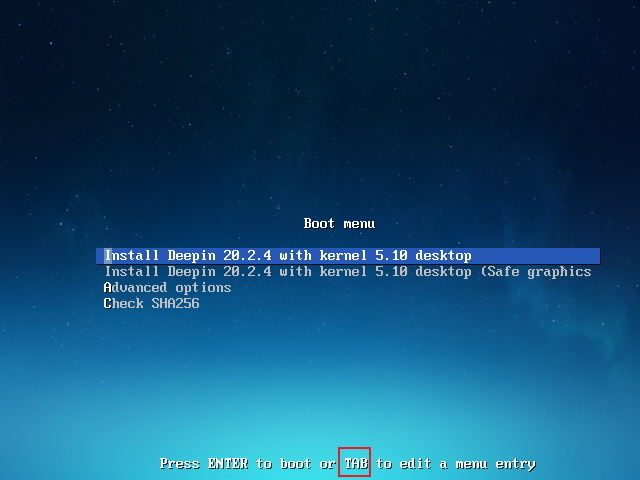 Boot menu
Install Deepin 20.2.4 with kernel 5.10 desktop
Install Deepin 20.2.4 with kernel 5.10 desktop (Safe graphics
Advanced options
Check SHA256
Press ENTER to boot or TAB to edit a menu entry